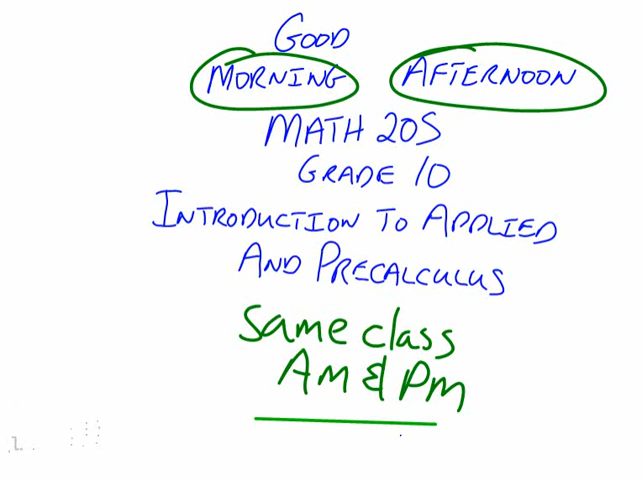 GOOD
MORNING AFTERNOON
MATH 20S
GRADE 10
INTRODUCTION TO APPLIED
AND PRECALCULUS
Same class
AM & PM